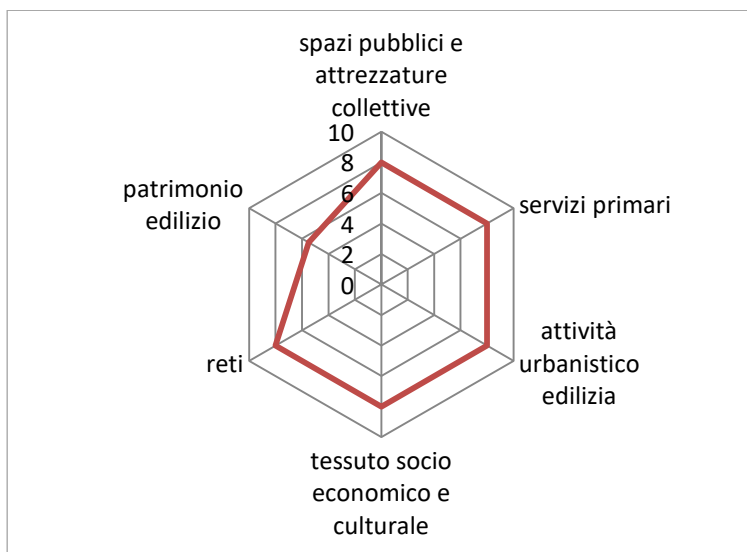 spazi pubblici e
attrezzature
collettive
10
8
6
4
2
0
servizi primari
attività
urbanistico
edilizia
tessuto socio
economico e
culturale
reti
patrimonio
edilizio